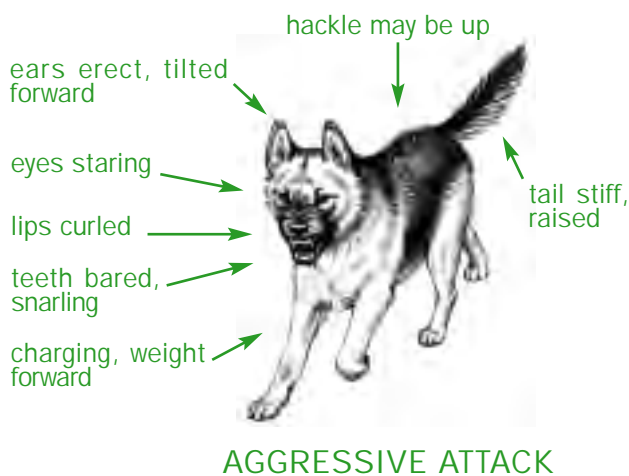 hackle may be up
ears erect, tilted
forward
eyes staring
tail stiff,
raised
lips curled
teeth bared,
snarling
charging, weight
forward
AGGRESSIVE ATTACK